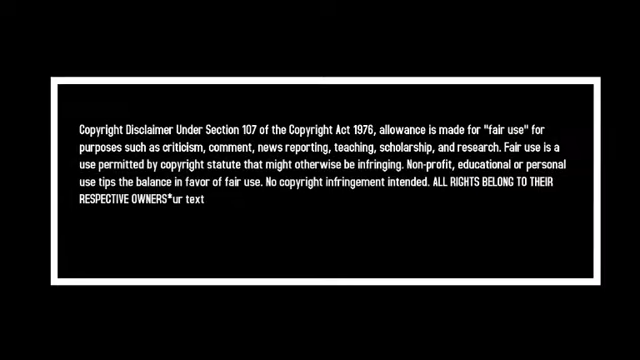 Copyright Disclaimer Under Section 107 of the Copyright Act 1976, allowance is made for "fair use" for
purposes such as criticism, comment, news reporting, teaching, scholarship, and research. Fair use is a
use permitted by copyright statute that might otherwise be infringing. Non-profit, educational or personal
use tips the balance in favor of fair use. No copyright infringement intended. ALL RIGHTS BELONG TO THEIR
RESPECTIVE OWNERS*ur text